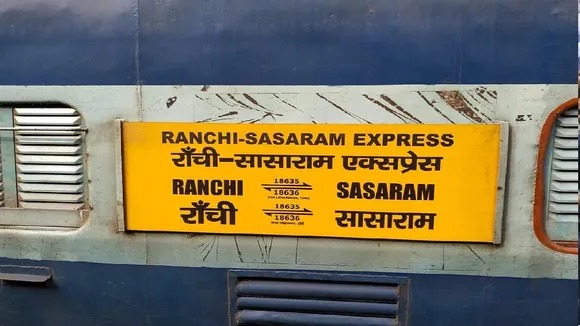 RANCHI-SASARAM EXPRESS
राँची-सासाराम एक्सप्रेस
RANCHI 18635 18636 SASARAM
राँची 18635 18636 सासाराम